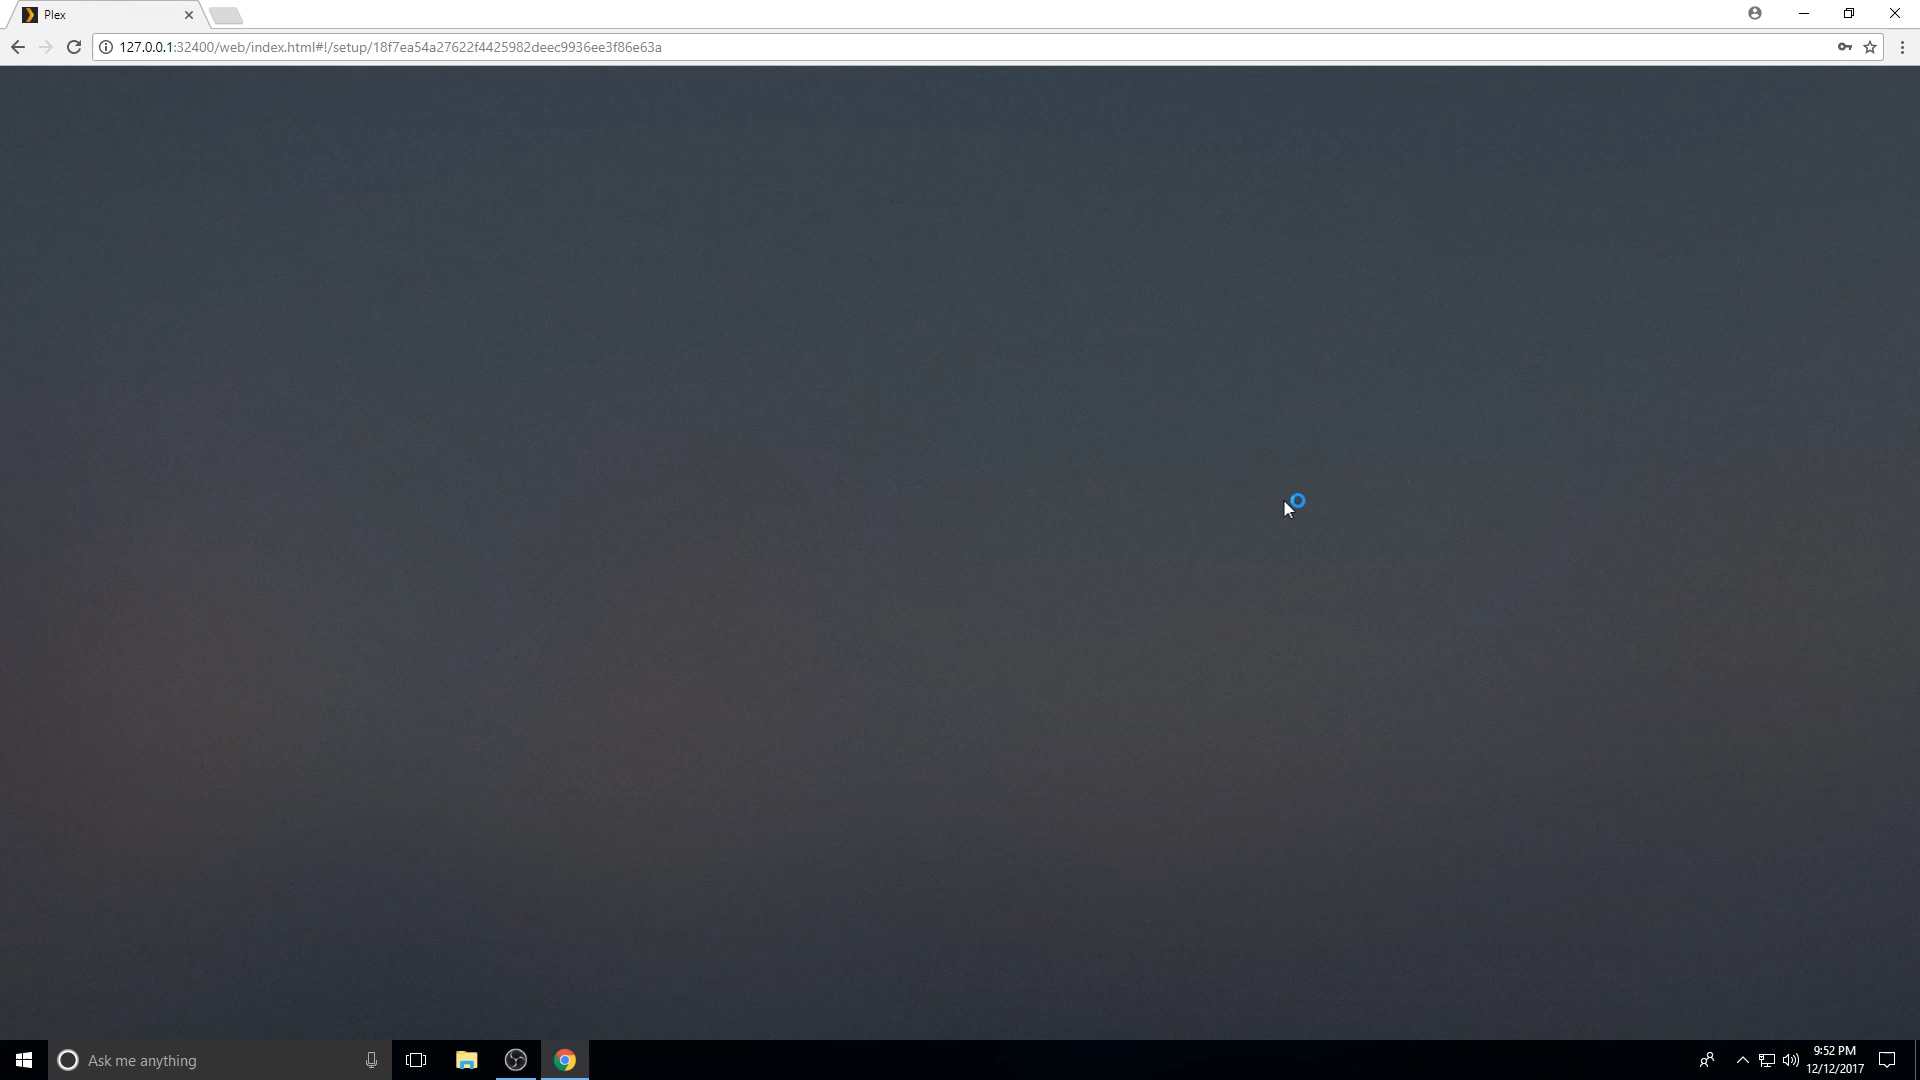 Plex
127.0.0.1:32400/web/index.html#!/setup/18f7ea54a27622f4425982deec9936ee3f86e63a
Ask me anything
9:52 PM
12/12/2017